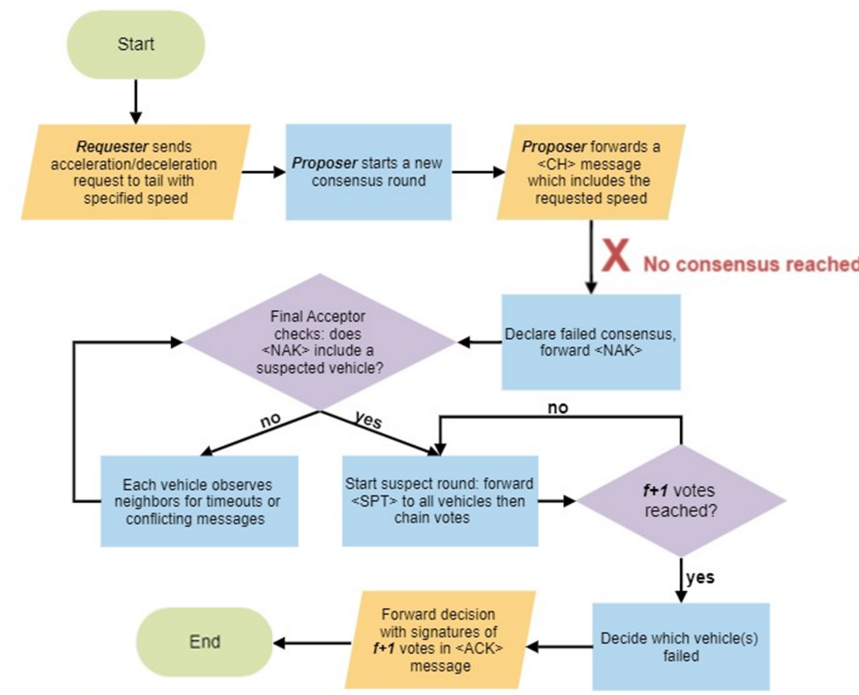 Start
Requester sends
acceleration/deceleration
request to tail with
specified speed
Proposer starts a new
consensus round
Proposer forwards a
<CH> message
which includes the
requested speed
X
No consensus reached
Declare failed consensus,
forward <NAK>
Final Acceptor
checks: does
<NAK> include a
suspected vehicle?
no
yes
Each vehicle observes
neighbors for timeouts or
conflicting messages
Start suspect round: forward
<SPT> to all vehicles then
chain votes
no
f+1 votes
reached?
yes
Decide which vehicle(s)
failed
Forward decision
with signatures of
f+1 votes in <ACK>
message
End